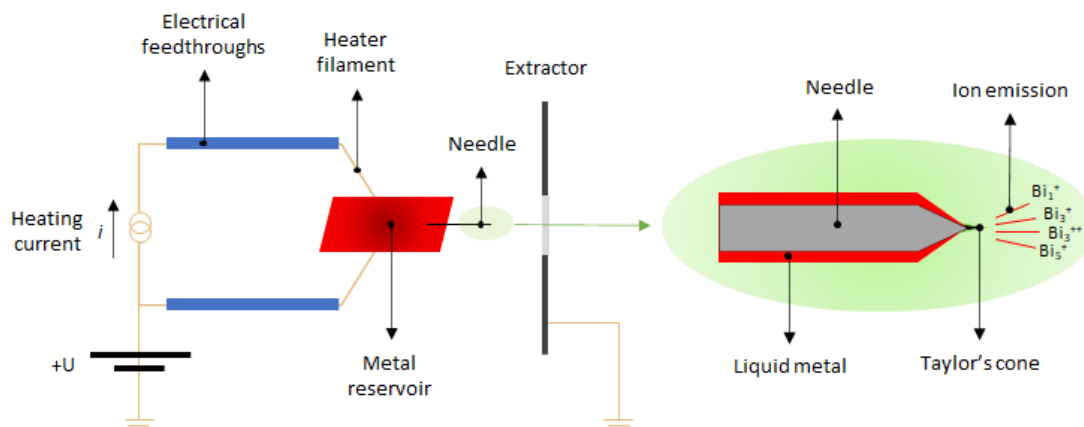 Electrical
feedthroughs
Heater
filament
Extractor
Needle
Heating
current
i
+U
Metal
reservoir
Needle
Ion emission
Bi₁⁺
Bi₃⁺
Bi₃⁺⁺
Bi₅⁺
Liquid metal
Taylor's cone